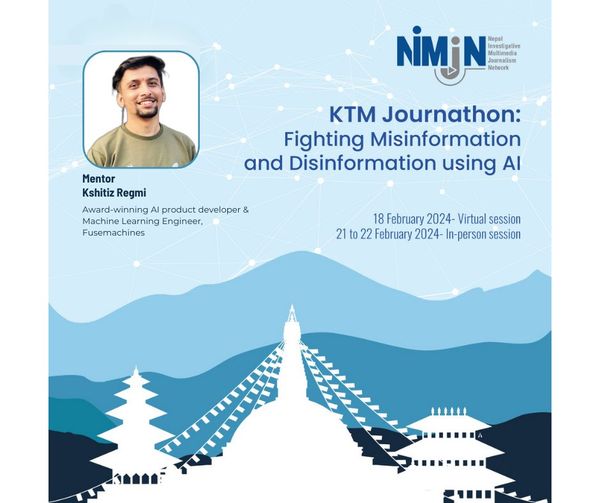 NiMJN
Nepal
Investigative
Multimedia
Journalism
Network
KTM Journathon:
Fighting Misinformation
and Disinformation using AI
Mentor
Kshitiz Regmi
Award-winning AI product developer &
Machine Learning Engineer,
Fusemachines
18 February 2024- Virtual session
21 to 22 February 2024- In-person session